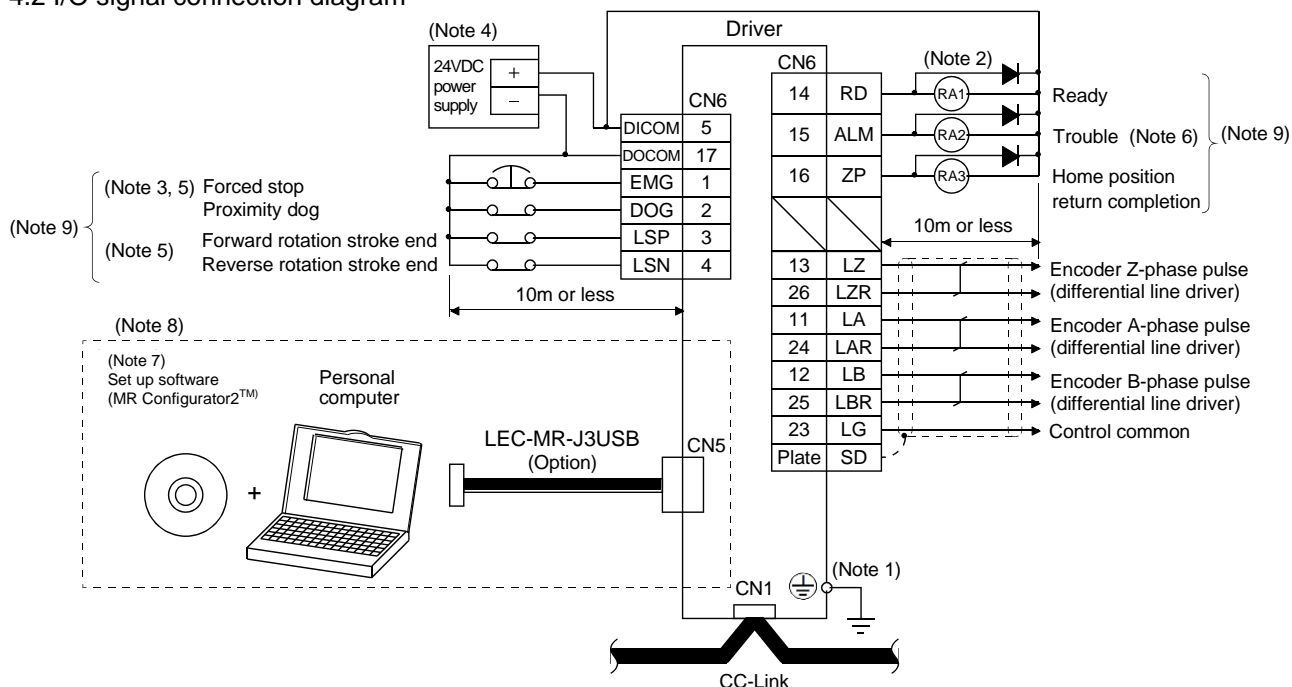 4.2 I/O signal connection diagram
(Note 4)
24VDC
power
supply
+
−
Driver
CN6
DICOM 5
DOCOM 17
EMG 1
DOG 2
LSP 3
LSN 4
(Note 9)
(Note 3, 5) Forced stop
Proximity dog
(Note 5)
Forward rotation stroke end
Reverse rotation stroke end
10m or less
CN6
14 RD
15 ALM
16 ZP
13 LZ
26 LZR
11 LA
24 LAR
12 LB
25 LBR
23 LG
Plate SD
(Note 2)
RA1
RA2
RA3
Ready
Trouble (Note 6)
Home position
return completion
(Note 9)
10m or less
Encoder Z-phase pulse
(differential line driver)
Encoder A-phase pulse
(differential line driver)
Encoder B-phase pulse
(differential line driver)
Control common
(Note 8)
(Note 7)
Set up software
(MR Configurator2TM)
+
Personal
computer
LEC-MR-J3USB
(Option)
CN5
CN1
(Note 1)
CC-Link